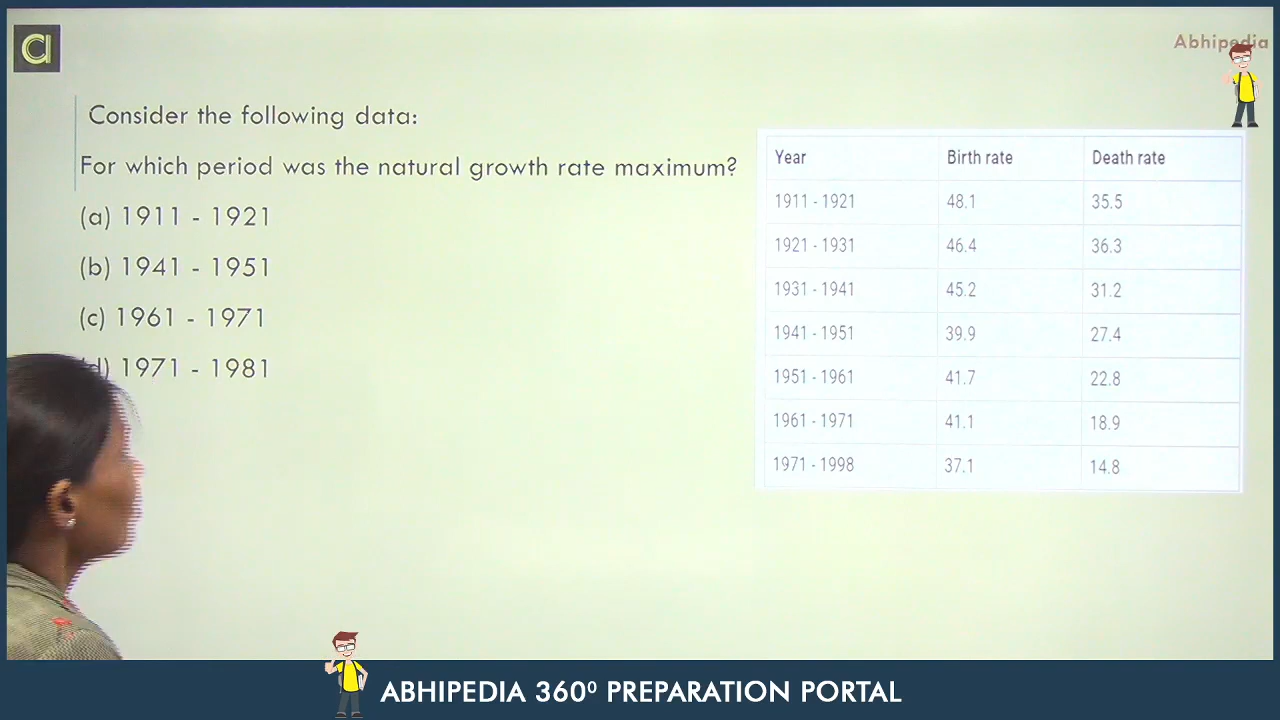 Abhipedia
Consider the following data:
For which period was the natural growth rate maximum?
(a) 1911 - 1921
(b) 1941 - 1951
(c) 1961 - 1971
d) 1971 - 1981
Year Birth rate Death rate
1911 - 1921 48.1 35.5
1921 - 1931 46.4 36.3
1931 - 1941 45.2 31.2
1941 - 1951 39.9 27.4
1951 - 1961 41.7 22.8
1961 - 1971 41.1 18.9
1971 - 1998 37.1 14.8
ABHIPEDIA 360⁰ PREPARATION PORTAL